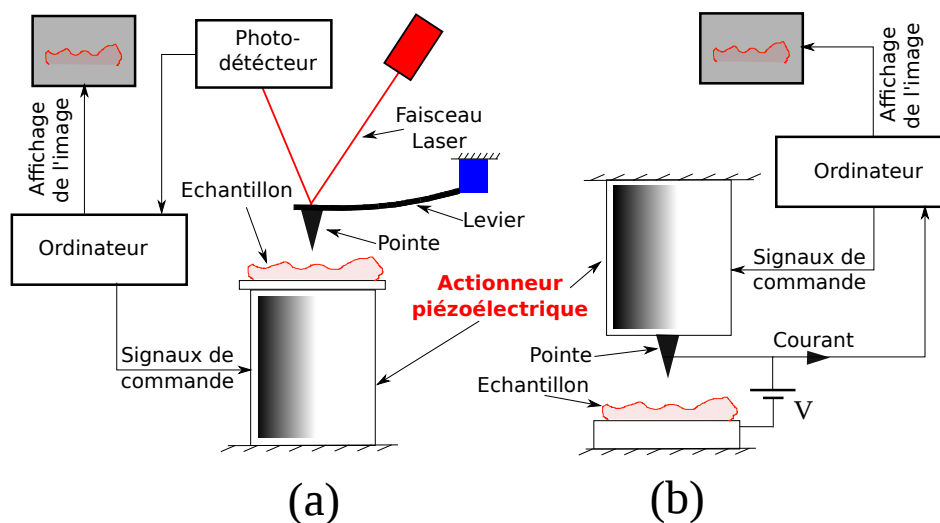 Photo-
détécteur
Faisceau
Laser
Affichage
de l'image
Echantillon
Levier
Pointe
Ordinateur
Signaux de
commande
Actionneur
piézoélectrique
(a)
Affichage
de l'image
Ordinateur
Signaux de
commande
Pointe
Courant
Echantillon
V
(b)